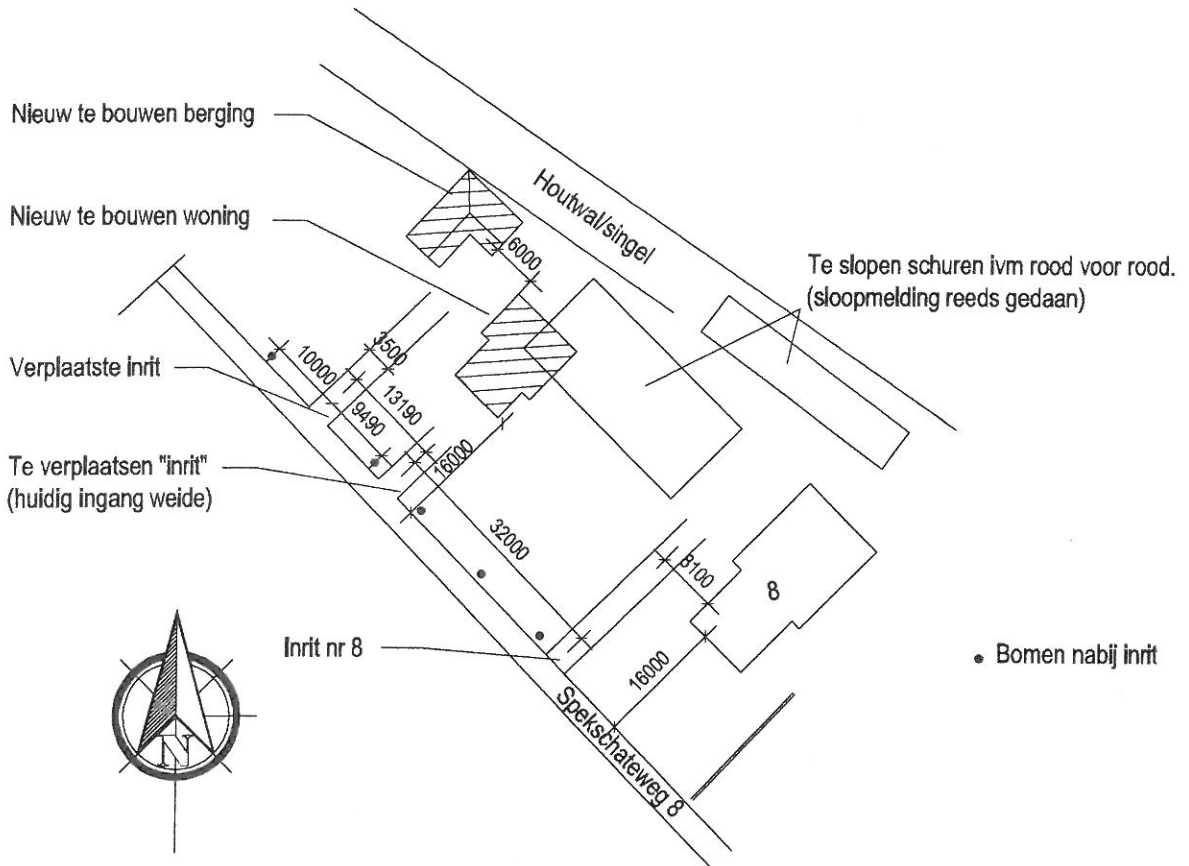 Nieuw te bouwen berging
Houtwal/singel
Nieuw te bouwen woning
6000
Te slopen schuren ivm rood voor rood.
(sloopmelding reeds gedaan)
3500
10000
Verplaatste inrit
13190
9490
16000
Te verplaatsen "inrit"
(huidig ingang weide)
32000
8100
8
Inrit nr 8
Bomen nabij inrit
16000
Spekschateweg 8
N